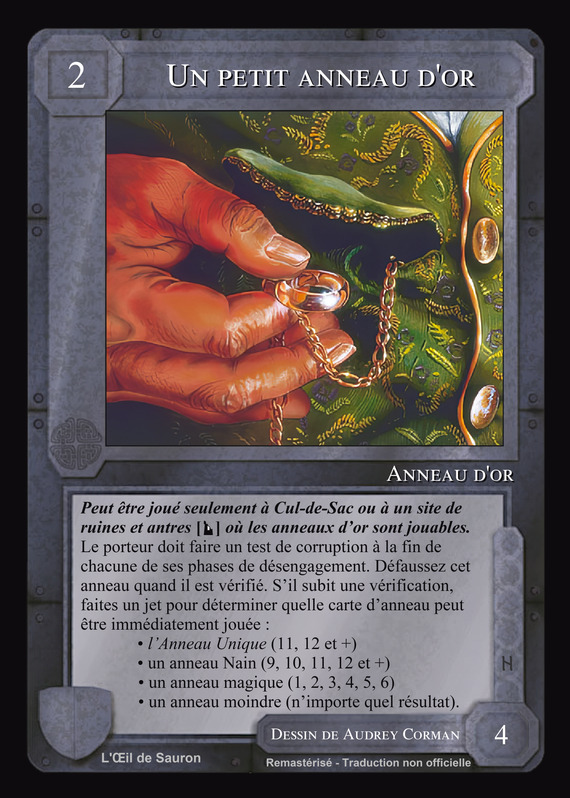 2
UN PETIT ANNEAU D'OR
ANNEAU D'OR
Peut être joué seulement à Cul-de-Sac ou à un site de
ruines et antres [] où les anneaux d’or sont jouables.
Le porteur doit faire un test de corruption à la fin de
chacune de ses phases de désengagement. Défaussez cet
anneau quand il est vérifié. S’il subit une vérification,
faites un jet pour déterminer quelle carte d’anneau peut
être immédiatement jouée :
• l’Anneau Unique (11, 12 et +)
• un anneau Nain (9, 10, 11, 12 et +)
• un anneau magique (1, 2, 3, 4, 5, 6)
• un anneau moindre (n’importe quel résultat).
DESSIN DE AUDREY CORMAN
4
L'Œil de Sauron
Remastérisé - Traduction non officielle